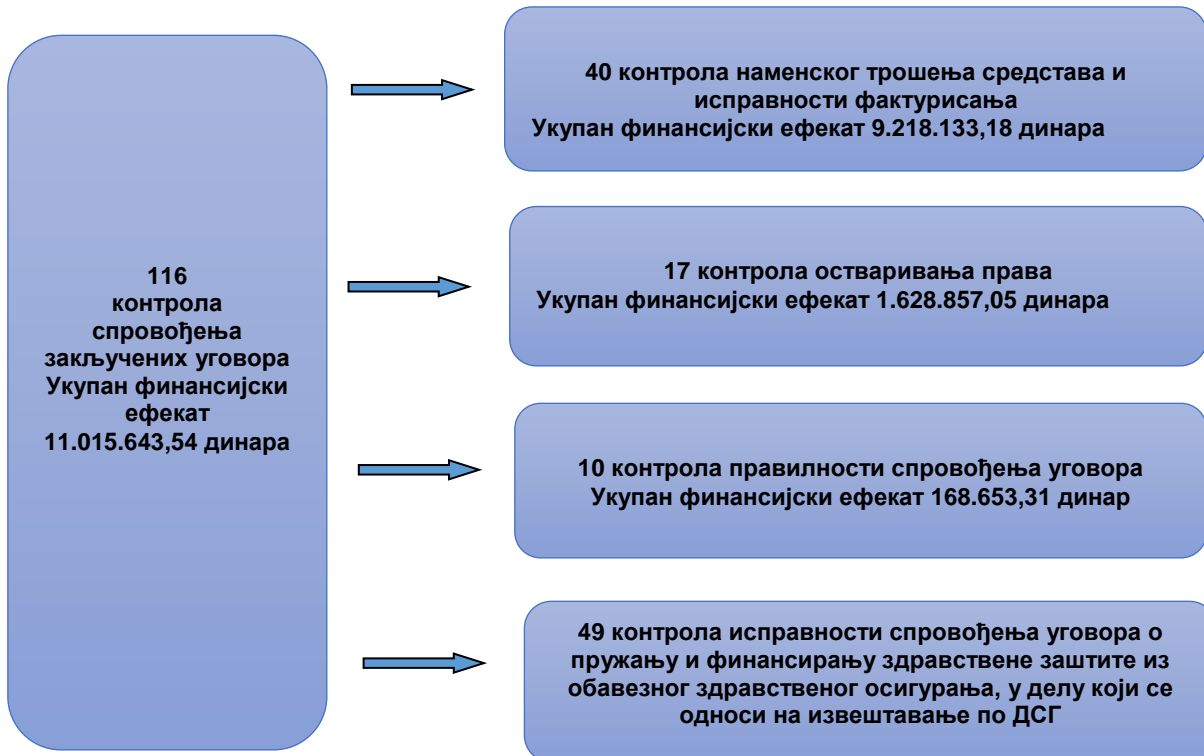 116
контрола
спровођења
закључених уговора
Укупан финансијски
ефекат
11.015.643,54 динара
40 контрола наменског трошења средстава и
исправности фактурисања
Укупан финансијски ефекат 9.218.133,18 динара
17 контрола остваривања права
Укупан финансијски ефекат 1.628.857,05 динара
10 контрола правилности спровођења уговора
Укупан финансијски ефекат 168.653,31 динар
49 контрола исправности спровођења уговора о
пружању и финансирању здравствене заштите из
обавезног здравственог осигурања, у делу који се
односи на извештавање по ДСГ